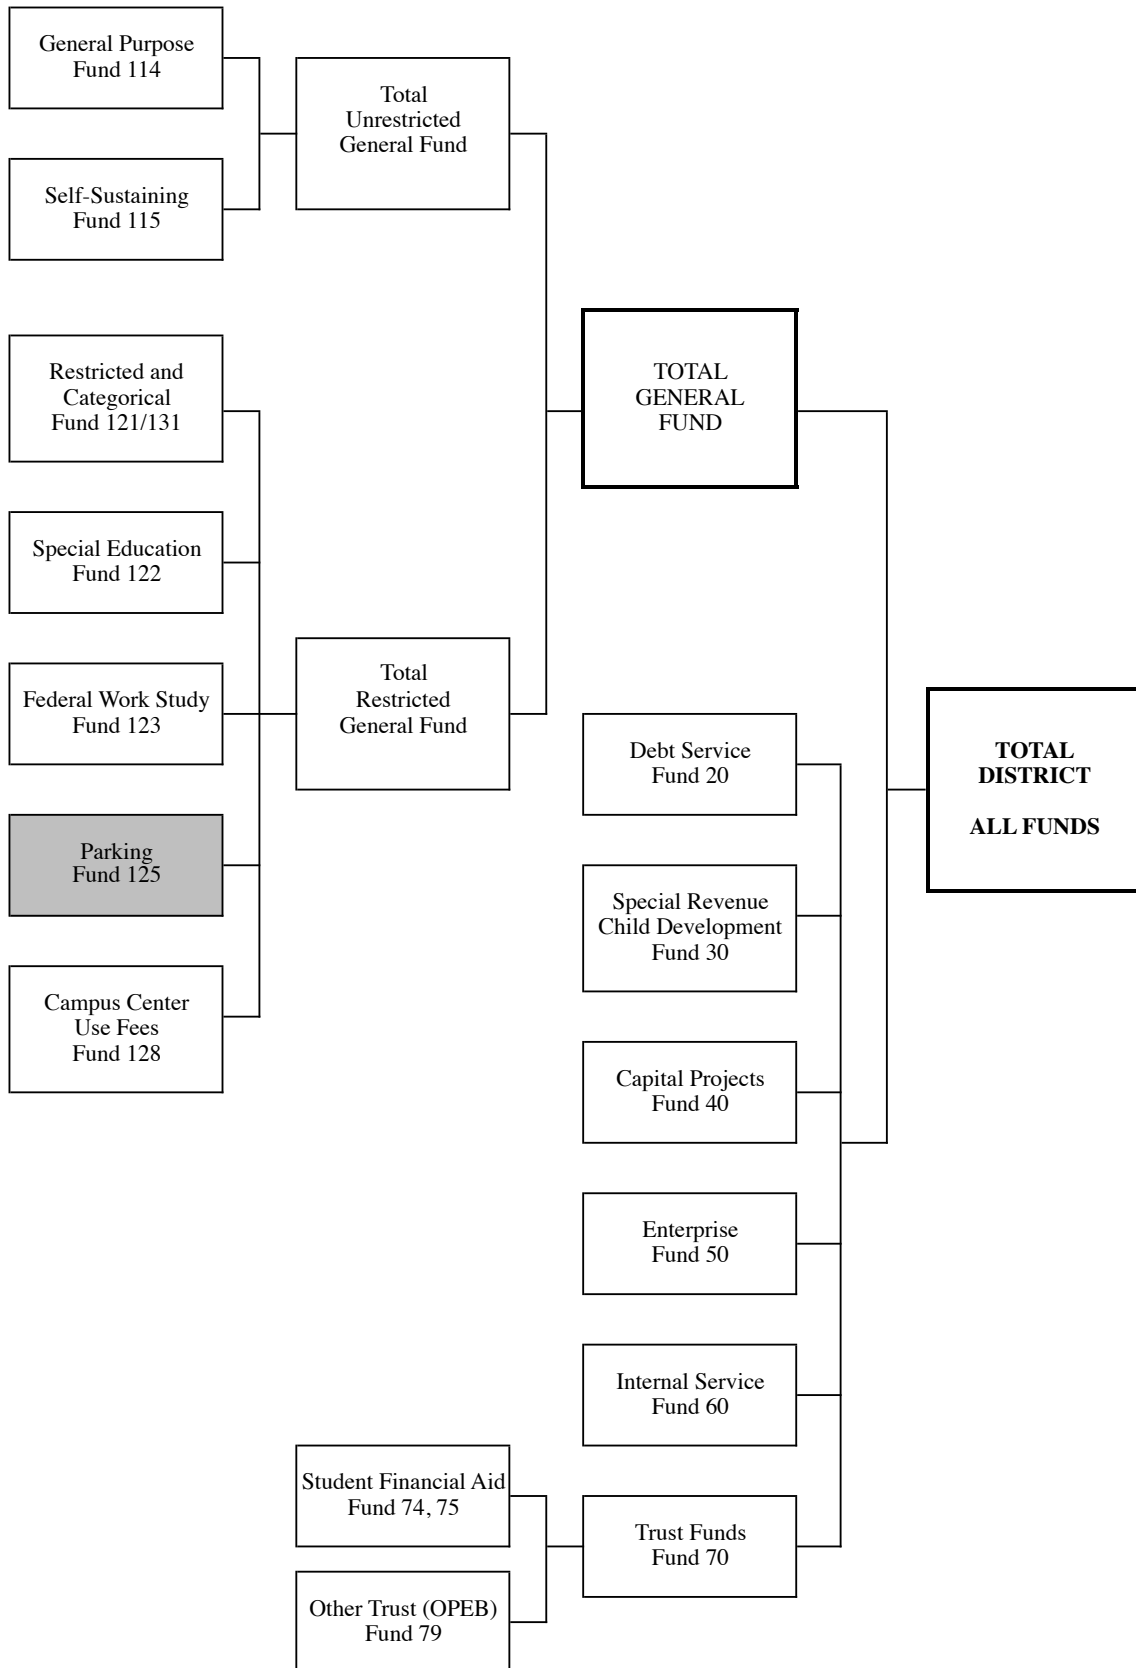 General Purpose
Fund 114
Total
Unrestricted
General Fund
Self-Sustaining
Fund 115
Restricted and
Categorical
Fund 121/131
TOTAL
GENERAL
FUND
Special Education
Fund 122
Federal Work Study
Fund 123
Total
Restricted
General Fund
Debt Service
Fund 20
TOTAL
DISTRICT
ALL FUNDS
Parking
Fund 125
Special Revenue
Child Development
Fund 30
Campus Center
Use Fees
Fund 128
Capital Projects
Fund 40
Enterprise
Fund 50
Internal Service
Fund 60
Student Financial Aid
Fund 74, 75
Trust Funds
Fund 70
Other Trust (OPEB)
Fund 79